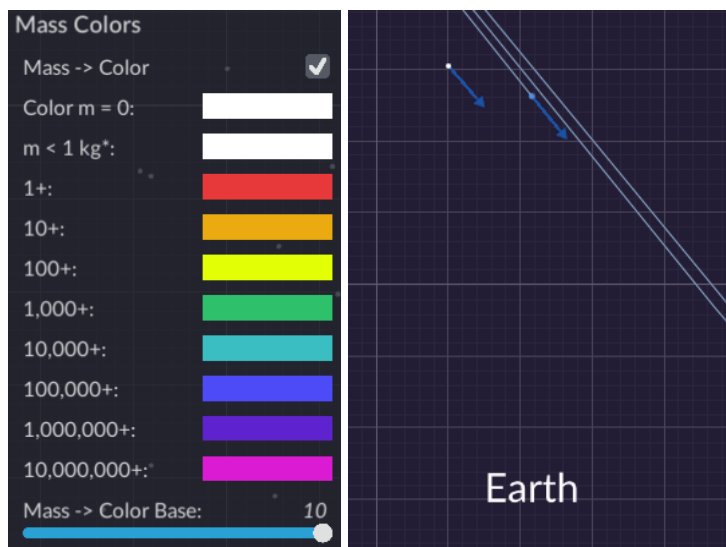 Mass Colors
Mass -> Color
Color m = 0:
m < 1 kg*:
1+:
10+:
100+:
1,000+:
10,000+:
100,000+:
1,000,000+:
10,000,000+:
Mass -> Color Base: 10
Earth